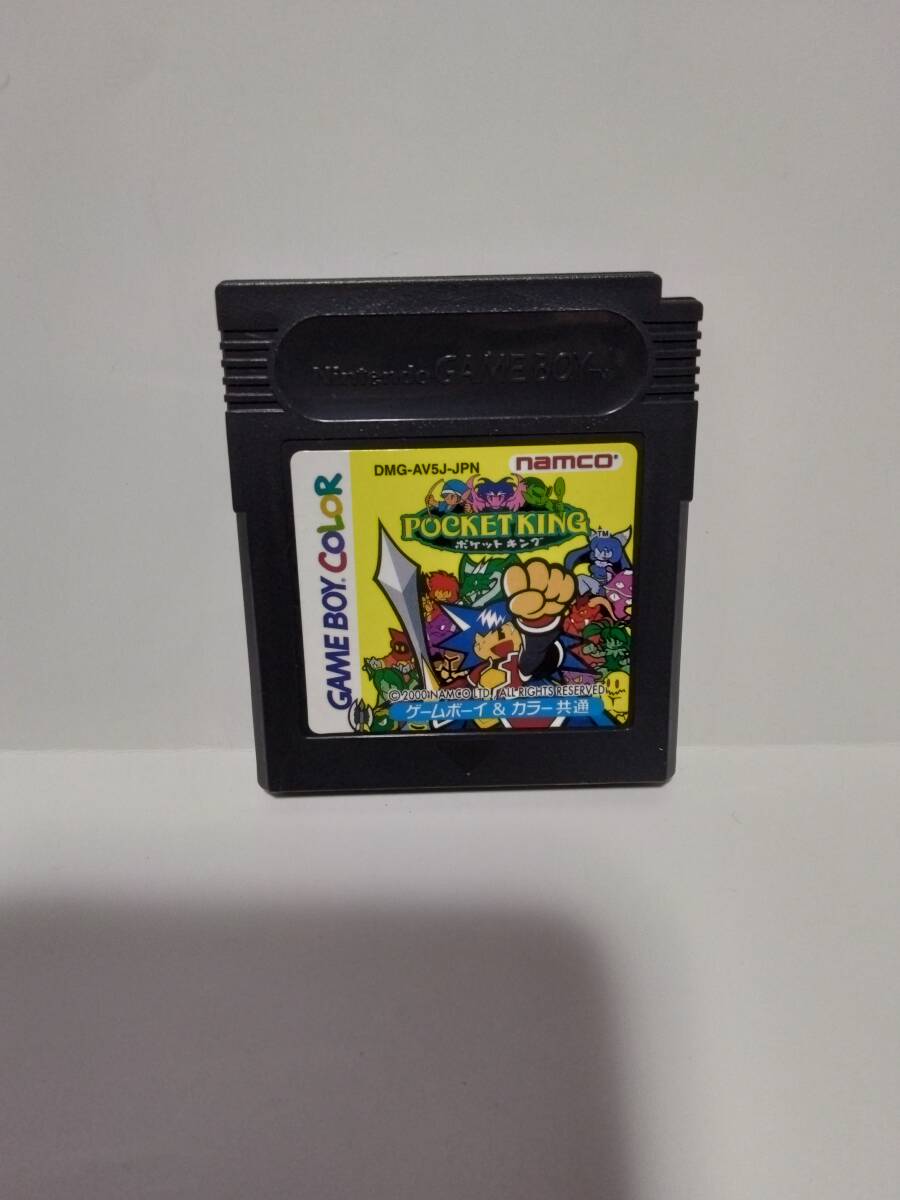 Nintendo GAME BOY
DMG-AV5J-JPN
namco
POCKET KING
ポケットキング
TM
GAME BOY COLOR
© 2000 NAMCO LTD., ALL RIGHTS RESERVED
ゲームボーイ & カラー 共通